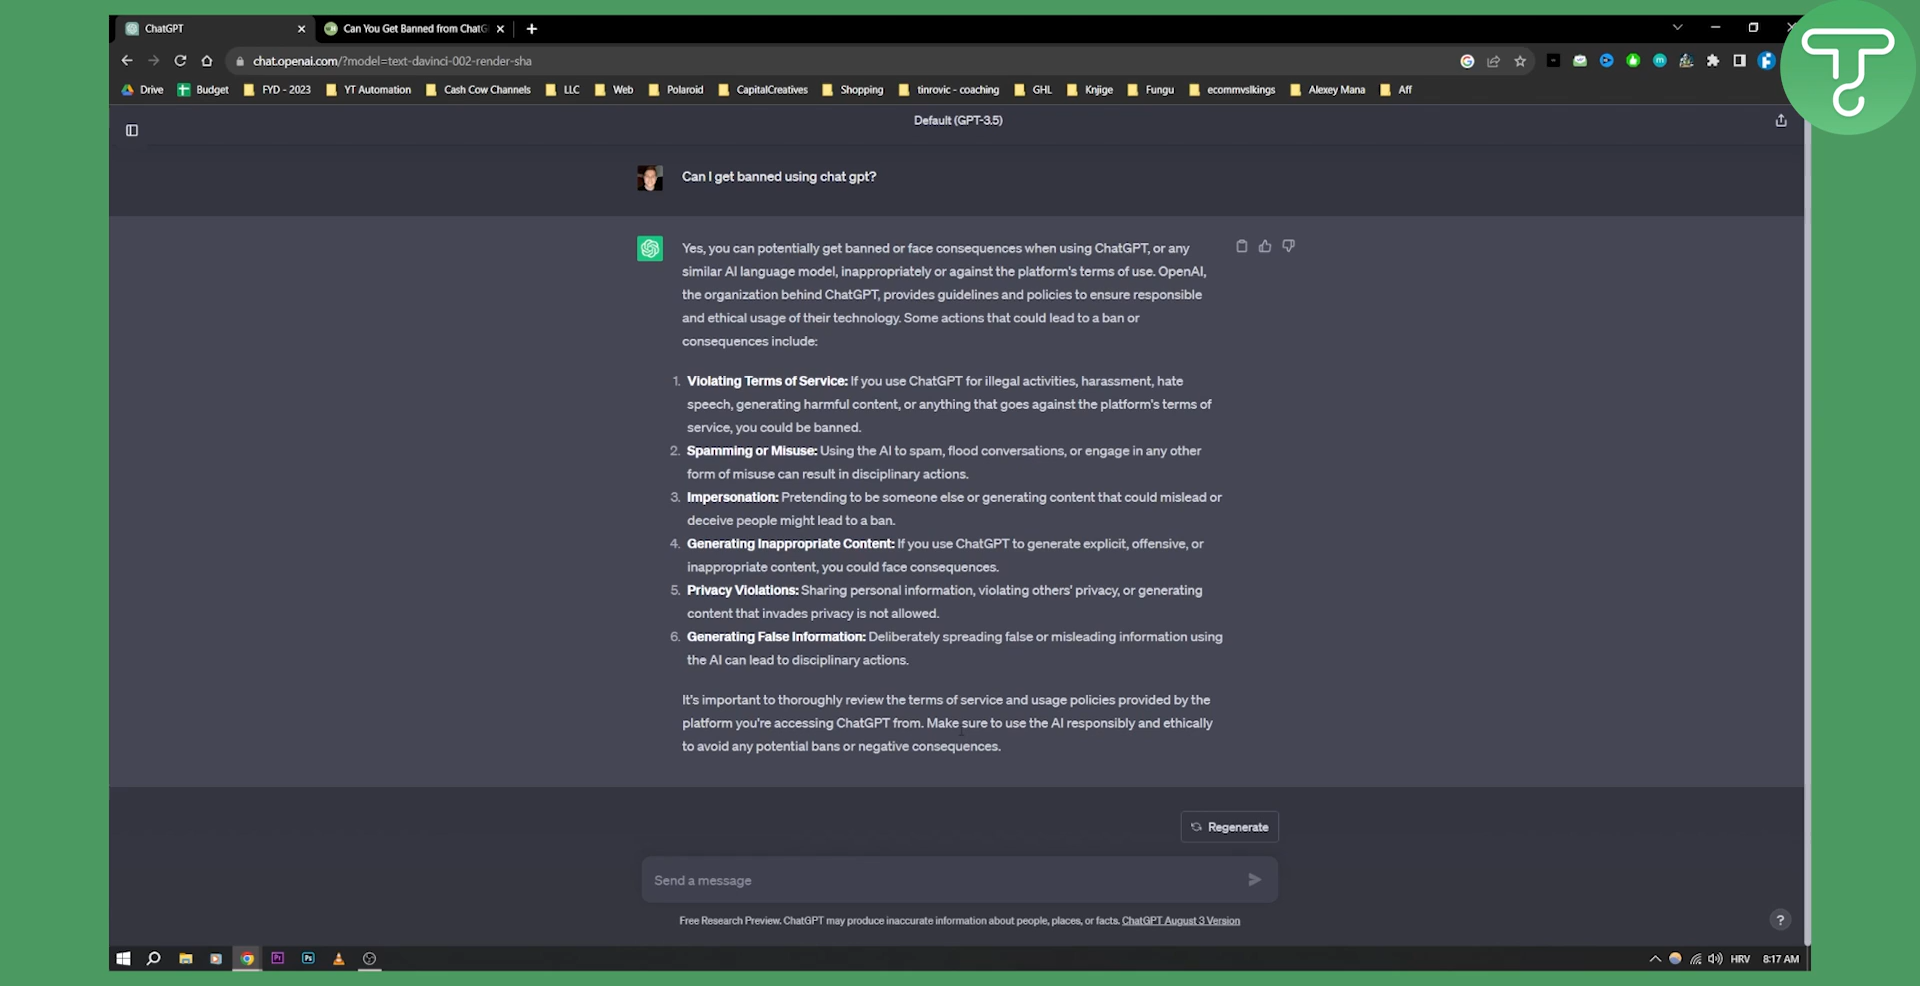 ChatGPT
Can You Get Banned from ChatG
chat.openai.com/?model=text-davinci-002-render-sha
Drive Budget FYD - 2023 YT Automation Cash Cow Channels LLC Web Polaroid CapitalCreatives Shopping tinrovic - coaching GHL Knjige Fungu ecommvslkings Alexey Mana Aff
Default (GPT-3.5)
Can I get banned using chat gpt?
Yes, you can potentially get banned or face consequences when using ChatGPT, or any
similar AI language model, inappropriately or against the platform's terms of use. OpenAI,
the organization behind ChatGPT, provides guidelines and policies to ensure responsible
and ethical usage of their technology. Some actions that could lead to a ban or
consequences include:
1. Violating Terms of Service: If you use ChatGPT for illegal activities, harassment, hate
speech, generating harmful content, or anything that goes against the platform's terms of
service, you could be banned.
2. Spamming or Misuse: Using the AI to spam, flood conversations, or engage in any other
form of misuse can result in disciplinary actions.
3. Impersonation: Pretending to be someone else or generating content that could mislead or
deceive people might lead to a ban.
4. Generating Inappropriate Content: If you use ChatGPT to generate explicit, offensive, or
inappropriate content, you could face consequences.
5. Privacy Violations: Sharing personal information, violating others' privacy, or generating
content that invades privacy is not allowed.
6. Generating False Information: Deliberately spreading false or misleading information using
the AI can lead to disciplinary actions.
It's important to thoroughly review the terms of service and usage policies provided by the
platform you're accessing ChatGPT from. Make sure to use the AI responsibly and ethically
to avoid any potential bans or negative consequences.
Regenerate
Send a message
Free Research Preview. ChatGPT may produce inaccurate information about people, places, or facts. ChatGPT August 3 Version
?
Pr Ps HRV 8:17 AM